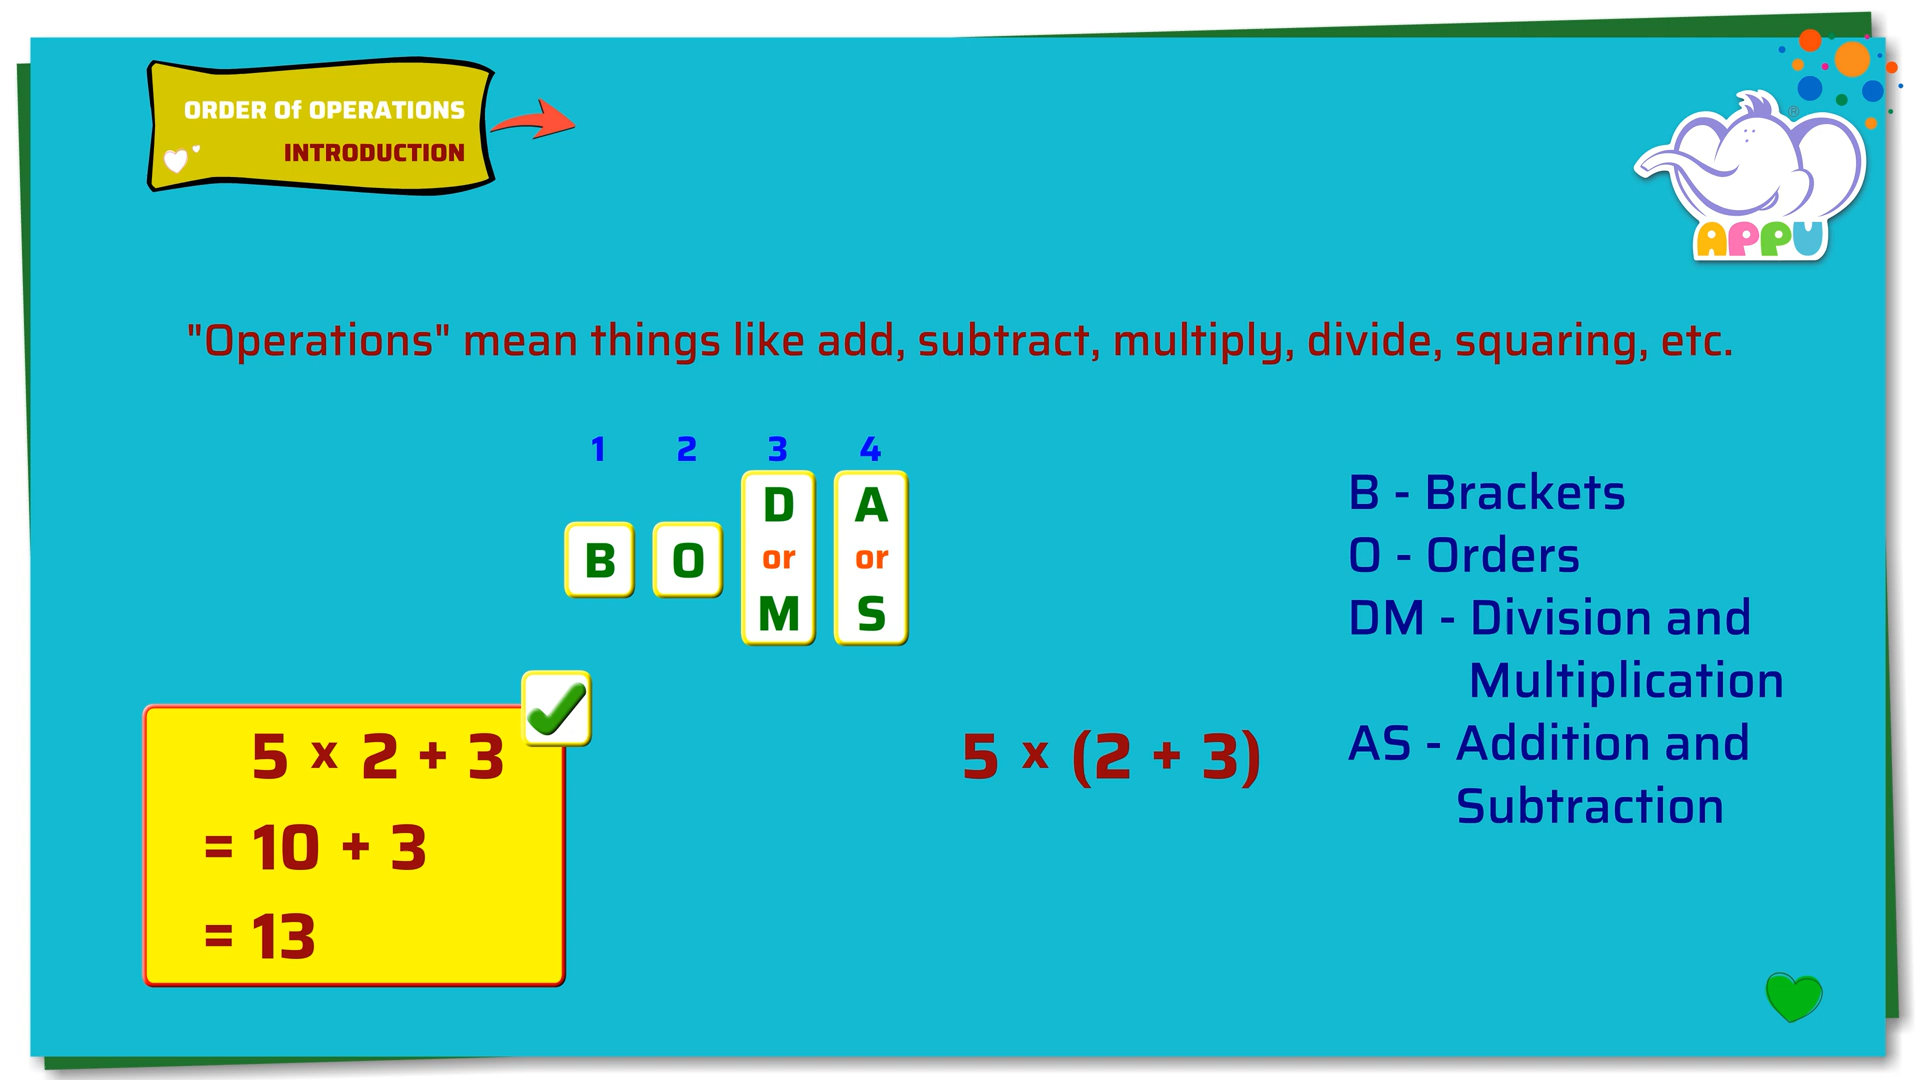 ORDER Of OPERATIONS
INTRODUCTION
®
APPU
"Operations" mean things like add, subtract, multiply, divide, squaring, etc.
1 2 3 4
B O D or M A or S
B - Brackets
O - Orders
DM - Division and
Multiplication
AS - Addition and
Subtraction
5 x 2 + 3
= 10 + 3
= 13
5 x (2 + 3)